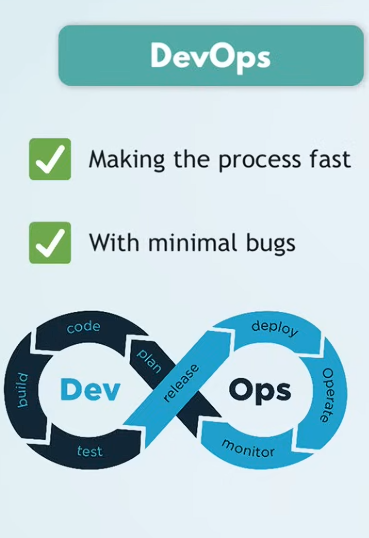 DevOps
Making the process fast
With minimal bugs
code
plan
build
Dev
test
release
deploy
Ops
Operate
monitor